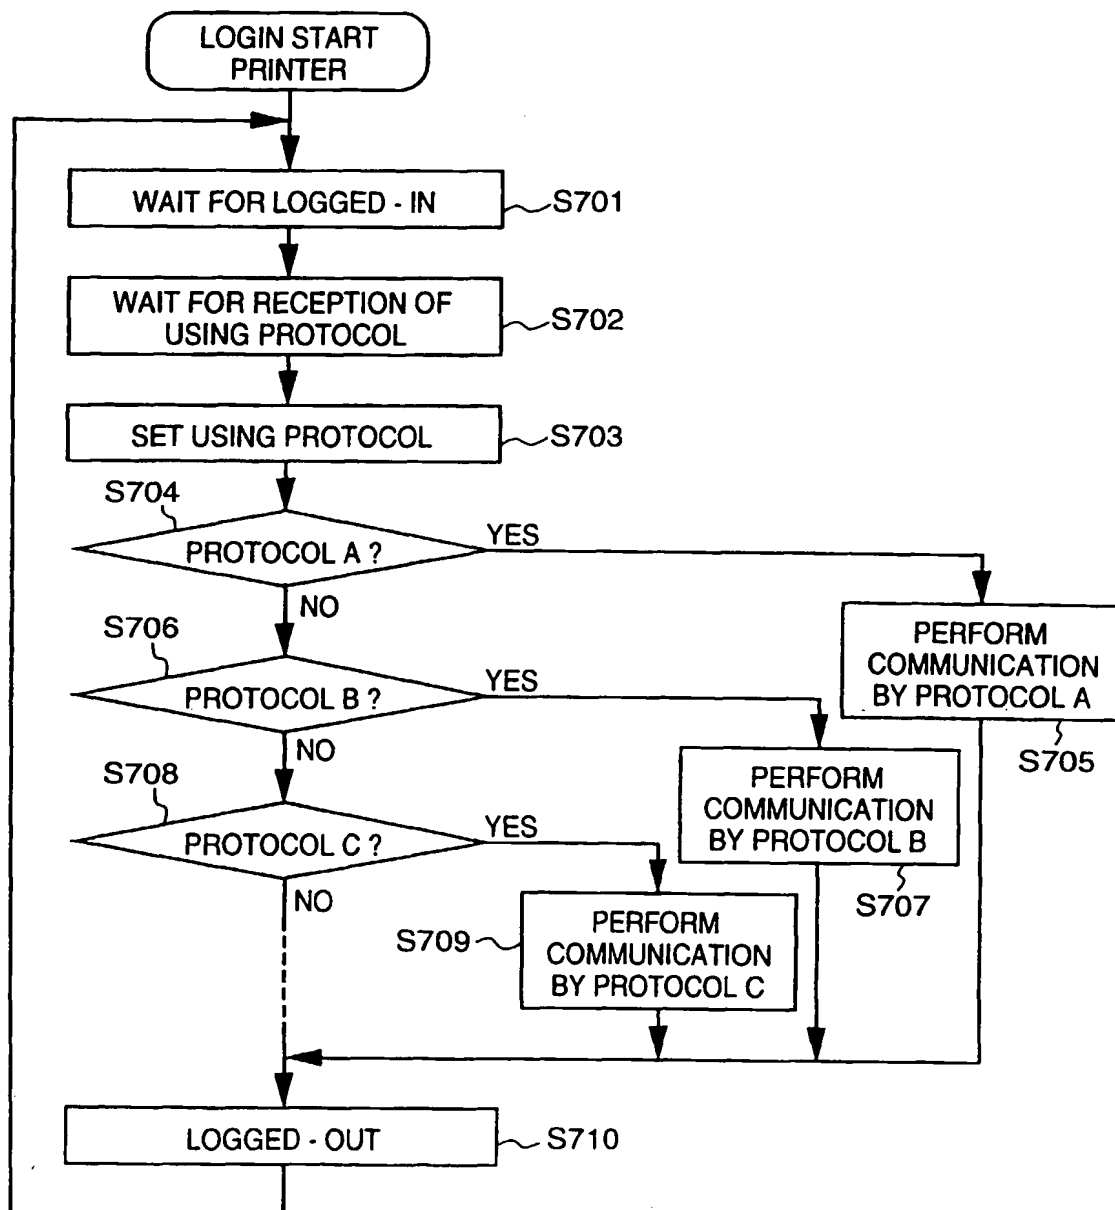 LOGIN START
PRINTER
WAIT FOR LOGGED - IN
S701
WAIT FOR RECEPTION OF
USING PROTOCOL
S702
SET USING PROTOCOL
S703
S704
PROTOCOL A ?
YES
NO
PERFORM
COMMUNICATION
BY PROTOCOL A
S705
S706
PROTOCOL B ?
YES
NO
PERFORM
COMMUNICATION
BY PROTOCOL B
S707
S708
PROTOCOL C ?
YES
NO
S709
PERFORM
COMMUNICATION
BY PROTOCOL C
LOGGED - OUT
S710